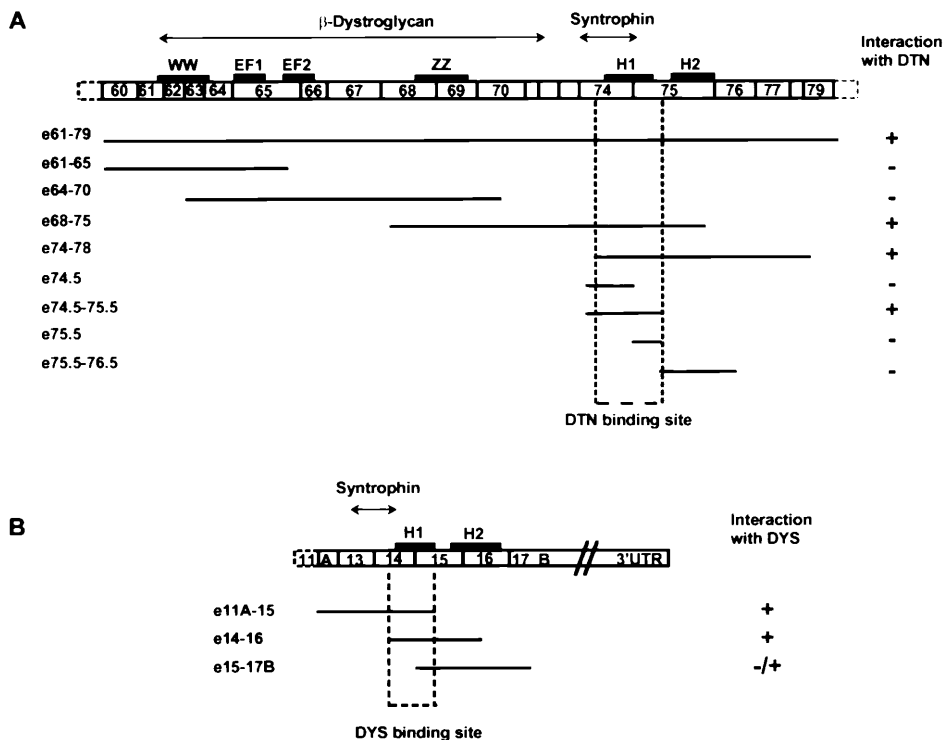 A
β-Dystroglycan
Syntrophin
Interaction
with DTN
WW
EF1
EF2
ZZ
H1
H2
60 61 62 63 64 65 66 67 68 69 70 74 75 76 77 79
e61-79 +
e61-65 -
e64-70 -
e68-75 +
e74-78 +
e74.5 -
e74.5-75.5 +
e75.5 -
e75.5-76.5 -
DTN binding site
B
Syntrophin
Interaction
with DYS
H1
H2
11 A 13 14 15 16 17 B // 3'UTR
e11A-15 +
e14-16 +
e15-17B -/+
DYS binding site